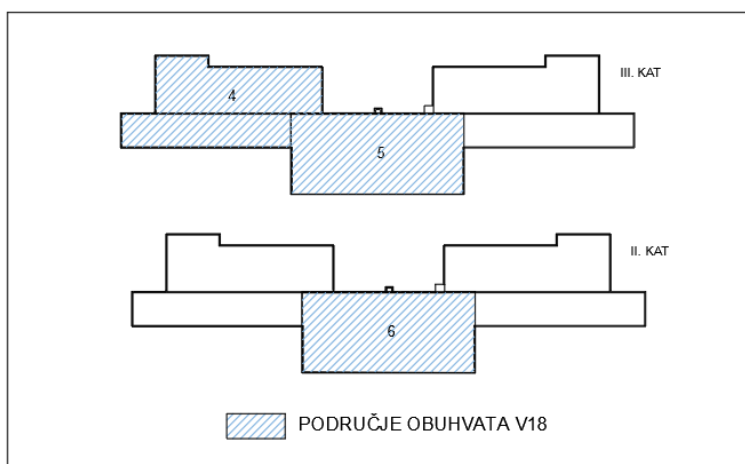 III. KAT
4
5
II. KAT
6
PODRUČJE OBUHVATA V18